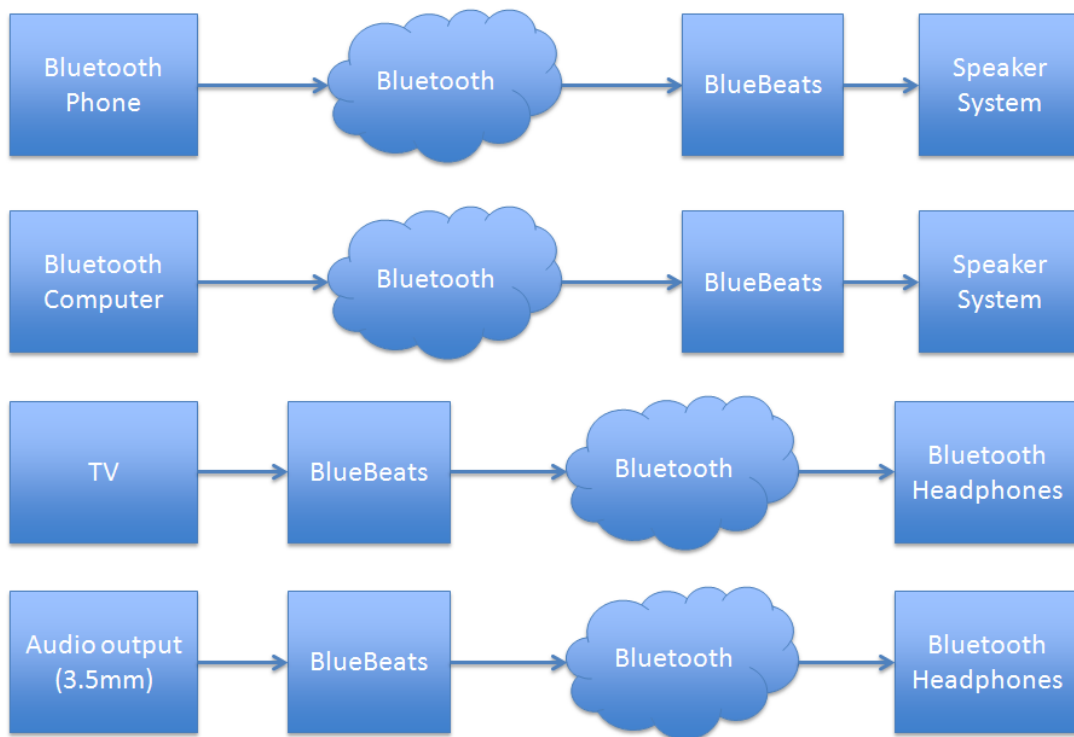 Bluetooth
Phone
Bluetooth
BlueBeats
Speaker
System
Bluetooth
Computer
Bluetooth
BlueBeats
Speaker
System
TV
BlueBeats
Bluetooth
Bluetooth
Headphones
Audio output
(3.5mm)
BlueBeats
Bluetooth
Bluetooth
Headphones